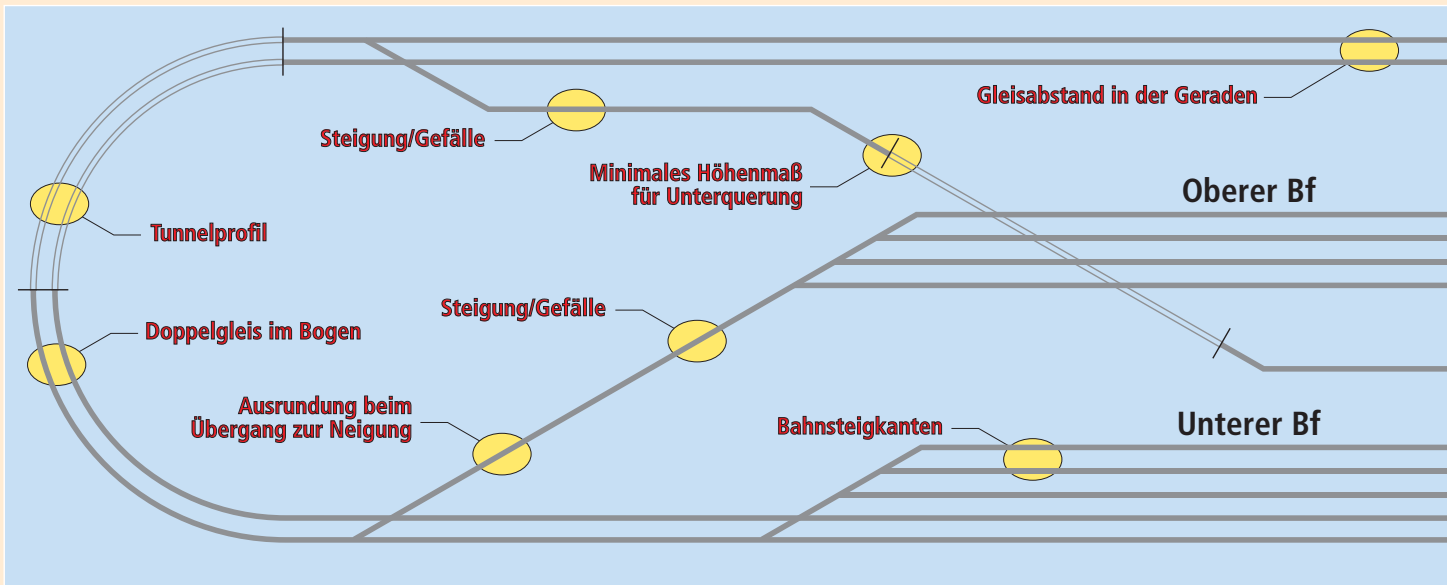 Gleisabstand in der Geraden
Steigung/Gefälle
Minimales Höhenmaß
für Unterquerung
Oberer Bf
Tunnelprofil
Steigung/Gefälle
Doppelgleis im Bogen
Ausrundung beim
Übergang zur Neigung
Bahnsteigkanten
Unterer Bf